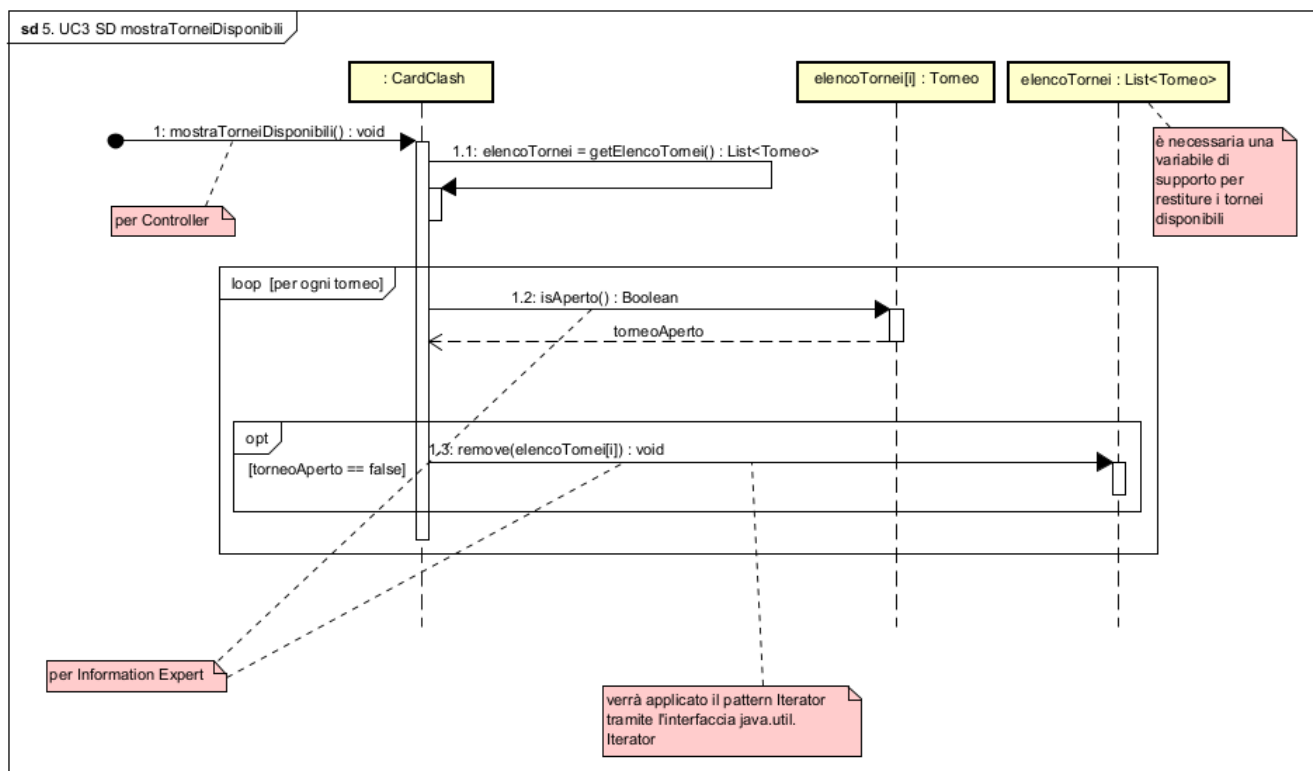 sd 5. UC3 SD mostraTorneiDisponibili
: CardClash
elencoTornei[i] : Torneo
elencoTornei : List<Torneo>
1: mostraTorneiDisponibili() : void
1.1: elencoTornei = getElencoTornei() : List<Torneo>
è necessaria una
variabile di
supporto per
restiture i tornei
disponibili
per Controller
loop [per ogni torneo]
1.2: isAperto() : Boolean
torneoAperto
opt
1.3: remove(elencoTornei[i]) : void
[torneoAperto == false]
per Information Expert
verrà applicato il pattern Iterator
tramite l'interfaccia java.util.
Iterator